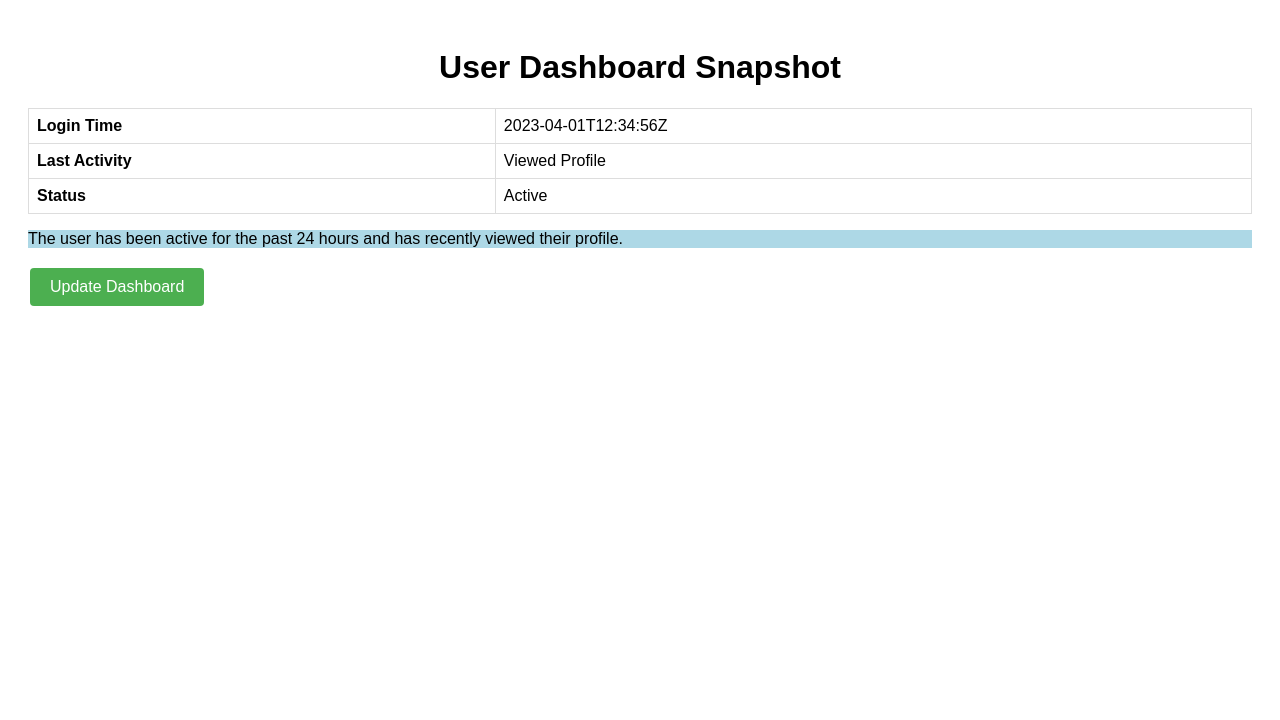 User Dashboard Snapshot
Login Time 2023-04-01T12:34:56Z
Last Activity Viewed Profile
Status Active
The user has been active for the past 24 hours and has recently viewed their profile.
Update Dashboard